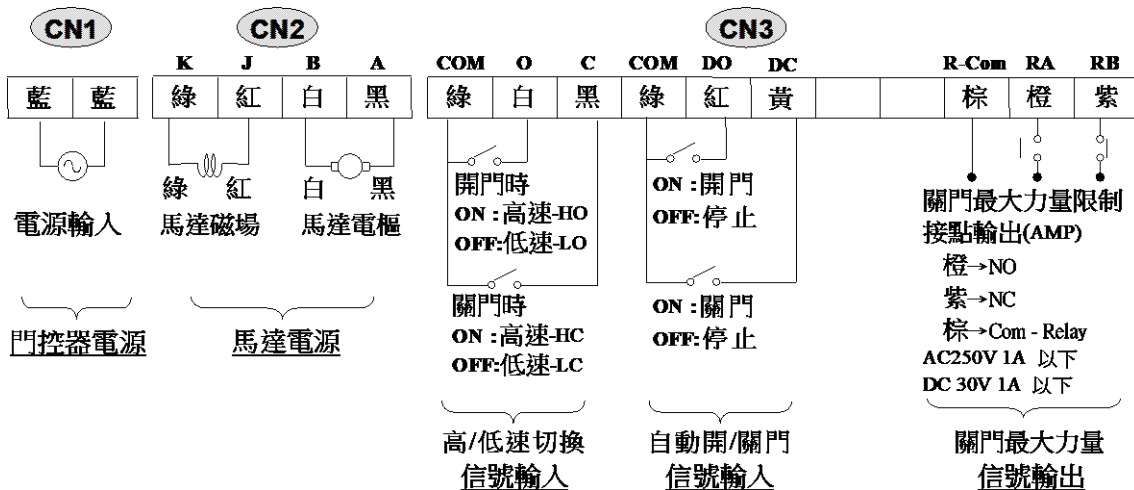 CN1 CN2 CN3
K J B A COM O C COM DO DC R-Com RA RB
藍 藍 綠 紅 白 黑 綠 白 黑 綠 紅 黃 棕 橙 紫
綠 紅 白 黑
電源輸入
馬達磁場
馬達電樞
門控器電源
馬達電源
開門時
ON :高速-HO
OFF:低速-LO
關門時
ON :高速-HC
OFF:低速-LC
高/低速切換
信號輸入
ON :開門
OFF:停止
ON :關門
OFF:停止
自動開/關門
信號輸入
關門最大力量限制
接點輸出(AMP)
橙→NO
紫→NC
棕→Com - Relay
AC250V 1A 以下
DC 30V 1A 以下
關門最大力量
信號輸出